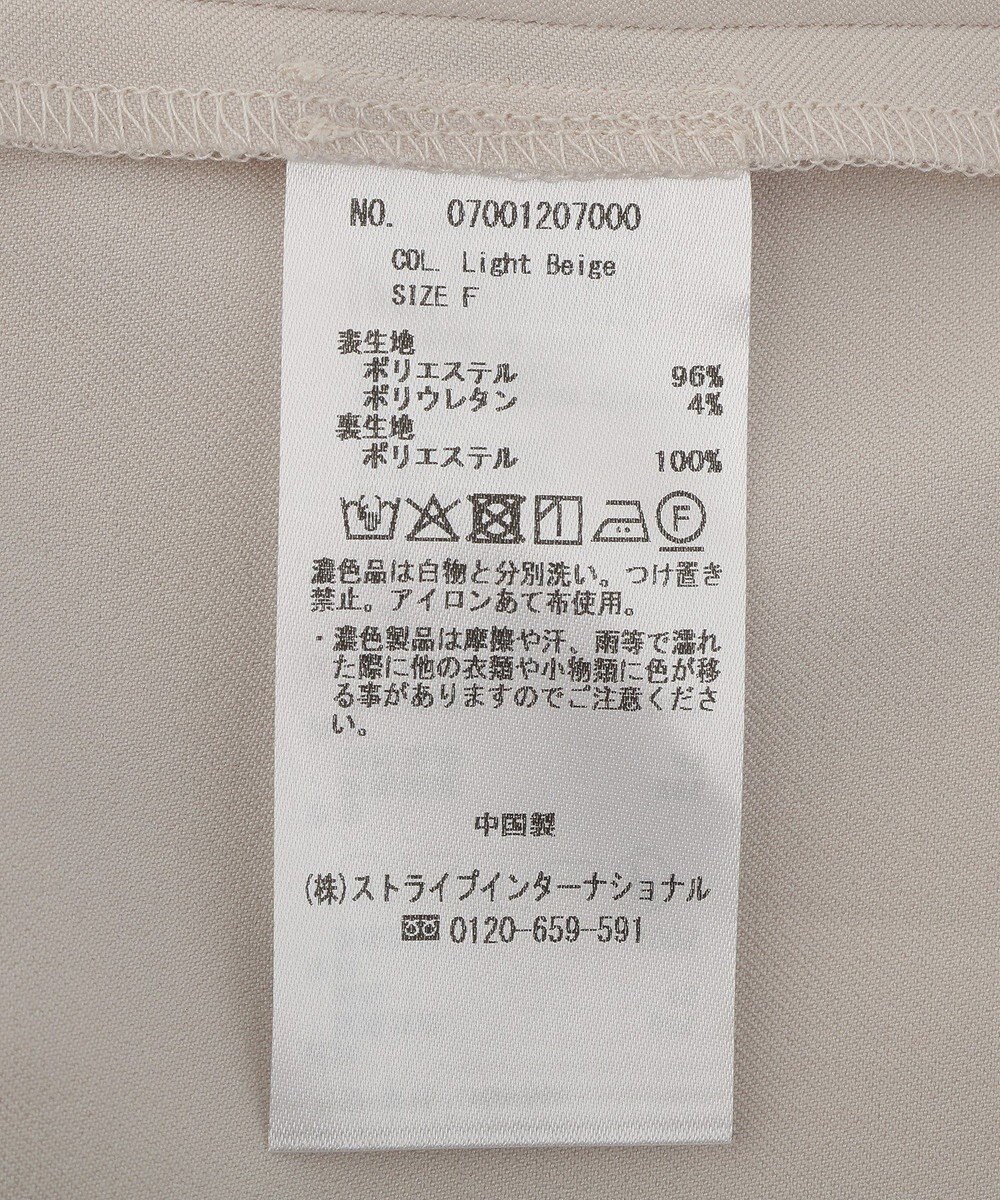 NO. 07001207000
COL. Light Beige
SIZE F
表生地
ポリエステル 96%
ポリウレタン 4%
裏生地
ポリエステル 100%
F
濃色品は白物と分別洗い。つけ置き
禁止。アイロンあて布使用。
・濃色製品は摩擦や汗、雨等で濡れ
た際に他の衣類や小物類に色が移
る事がありますのでご注意くださ
い。
中国製
(株)ストライプインターナショナル
0120-659-591